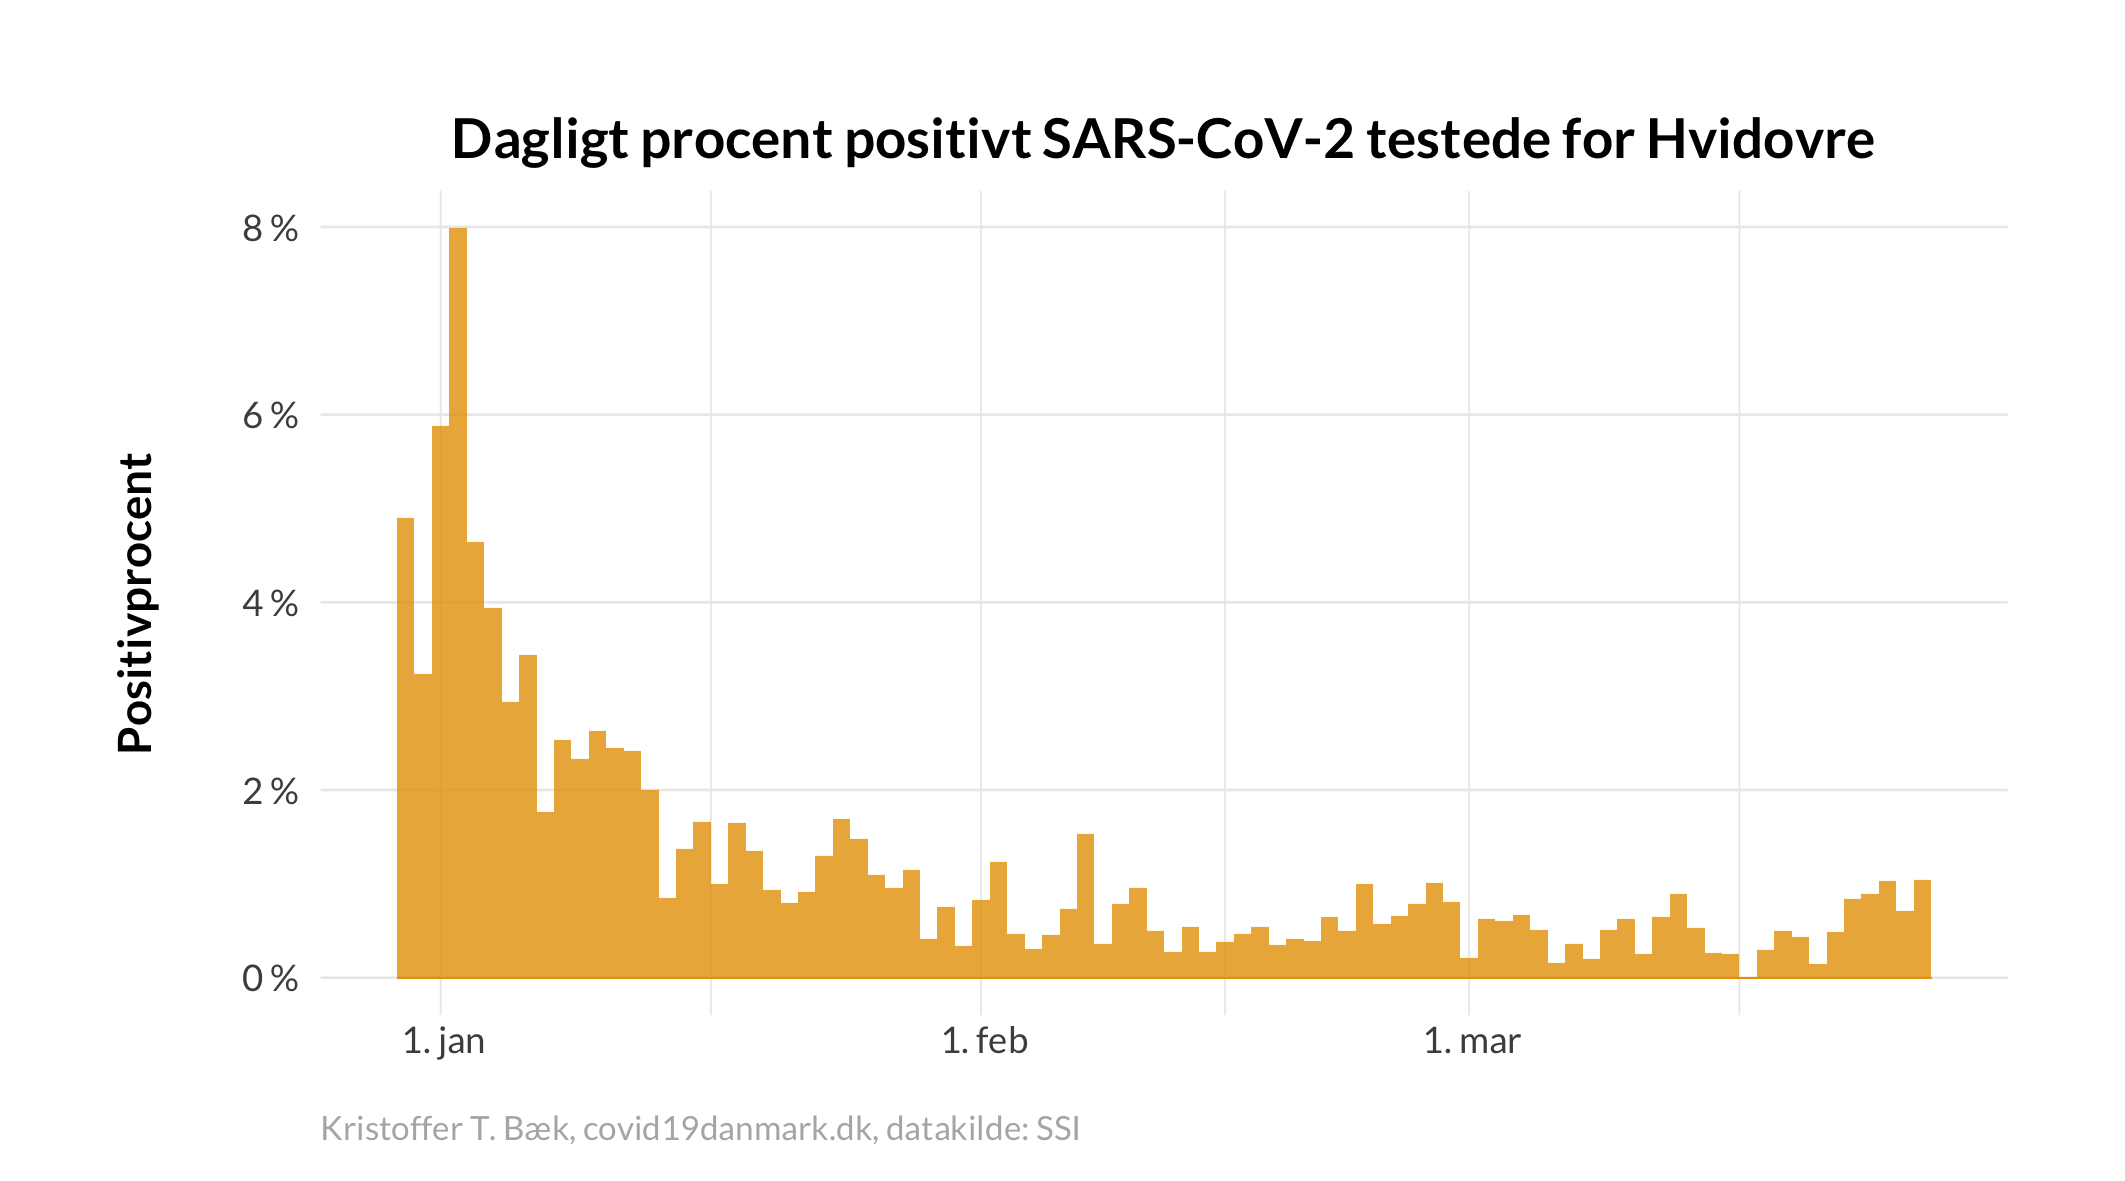 Dagligt procent positivt SARS-CoV-2 testede for Hvidovre
Positivprocent
8 %
6 %
4 %
2 %
0 %
1. jan
1. feb
1. mar
Kristoffer T. Bæk, covid19danmark.dk, datakilde: SSI